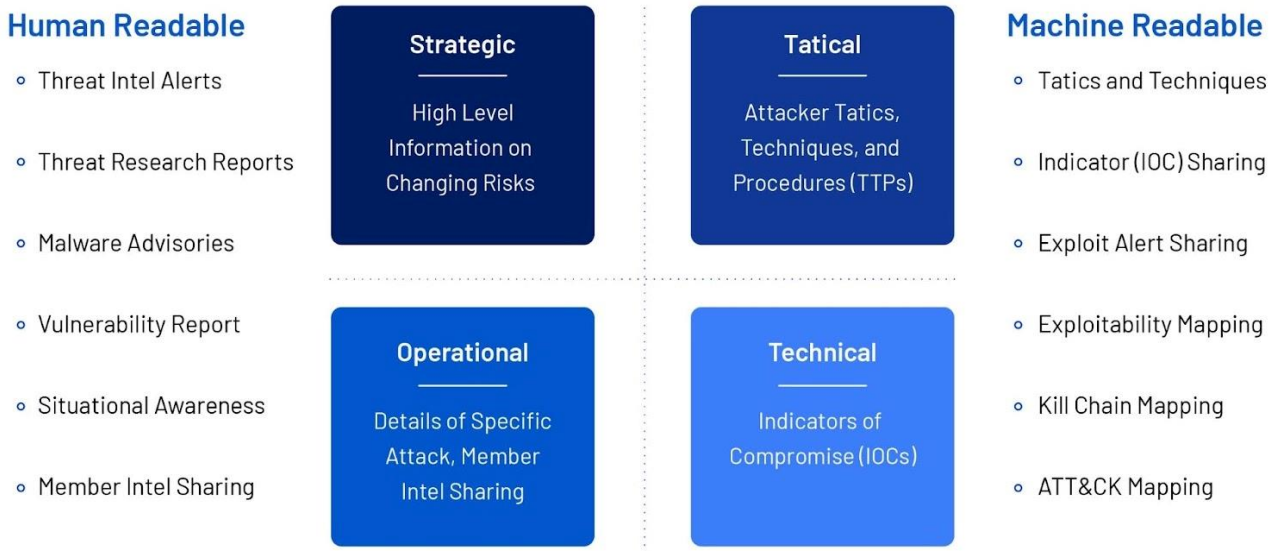 Human Readable
Threat Intel Alerts
Threat Research Reports
Malware Advisories
Vulnerability Report
Situational Awareness
Member Intel Sharing
Strategic
High Level
Information on
Changing Risks
Tatical
Attacker Tatics,
Techniques, and
Procedures (TTPs)
Operational
Details of Specific
Attack, Member
Intel Sharing
Technical
Indicators of
Compromise (IOCs)
Machine Readable
Tatics and Techniques
Indicator (IOC) Sharing
Exploit Alert Sharing
Exploitability Mapping
Kill Chain Mapping
ATT&CK Mapping